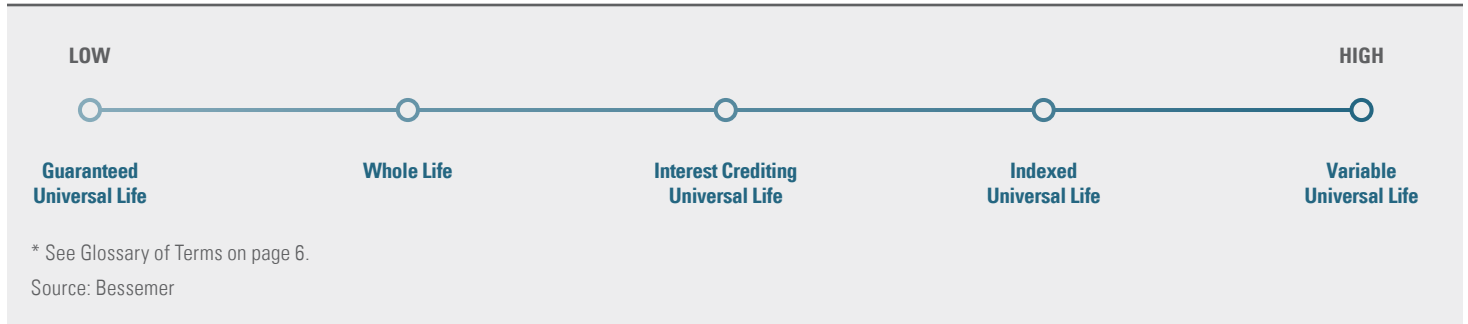 LOW
HIGH
Guaranteed
Universal Life
Whole Life
Interest Crediting
Universal Life
Indexed
Universal Life
Variable
Universal Life
* See Glossary of Terms on page 6.
Source: Bessemer